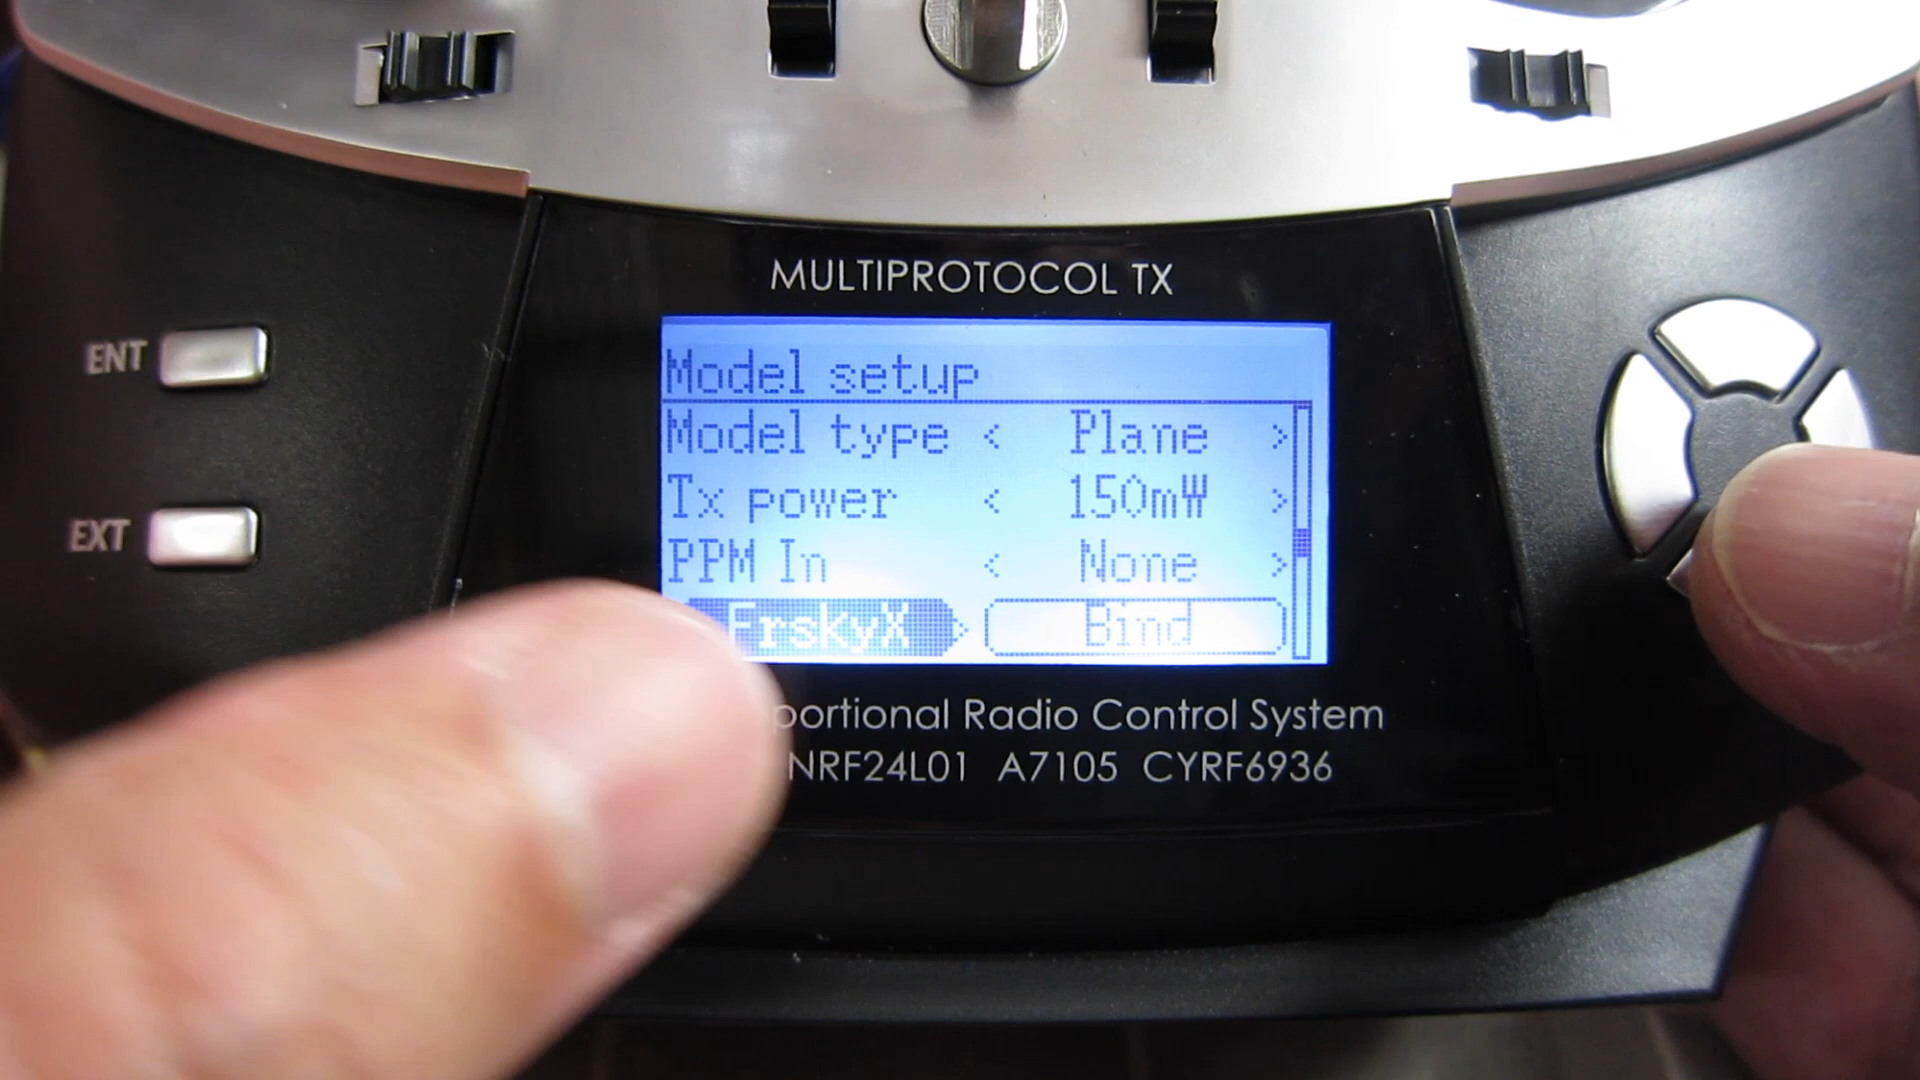 MULTIPROTOCOL TX
ENT
EXT
Model setup
Model type < Plane >
Tx power < 150mW >
PPM In < None >
FrskyX > Bind
portional Radio Control System
NRF24L01 A7105 CYRF6936